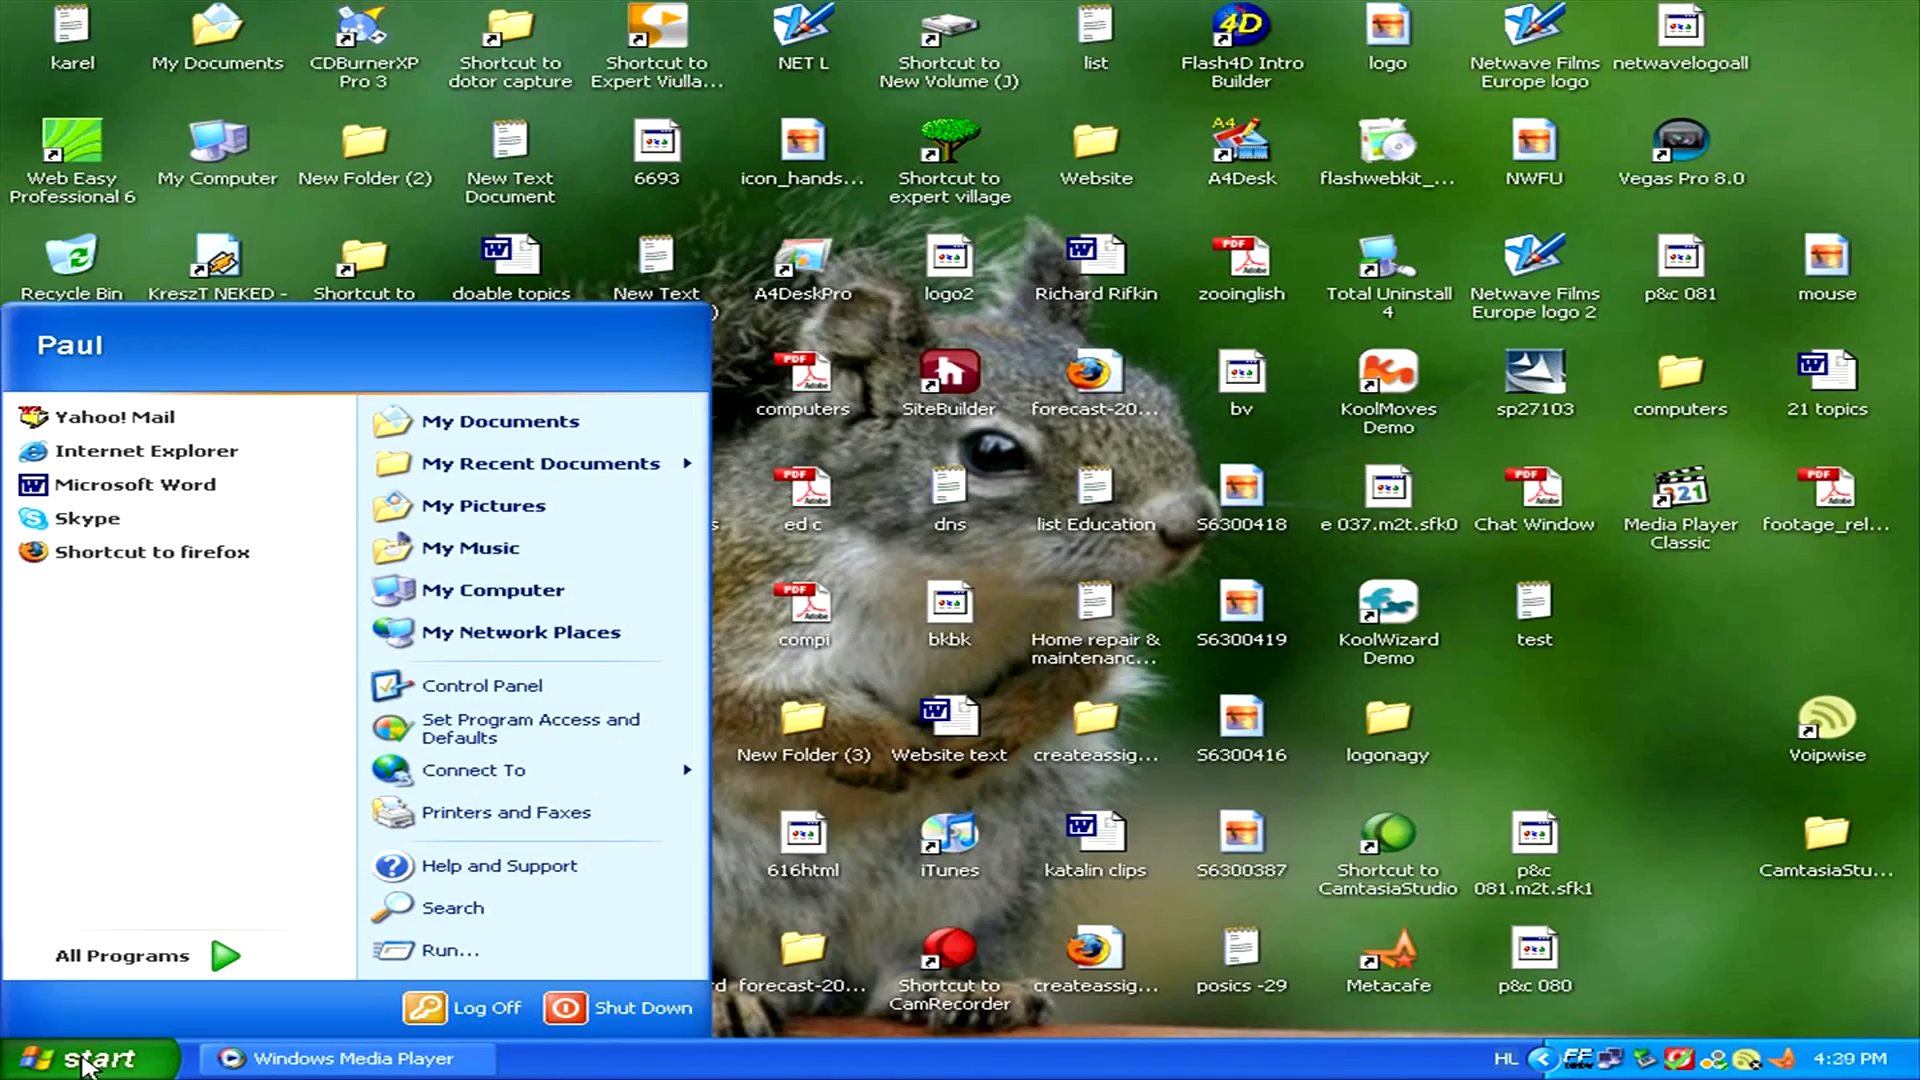 karel
My Documents
CDBurnerXP
Pro 3
Shortcut to
dotor capture
Shortcut to
Expert Viulla...
NET L
Shortcut to
New Volume (J)
list
Flash4D Intro
Builder
logo
Netwave Films
Europe logo
netwavelogoall
Web Easy
Professional 6
My Computer
New Folder (2)
New Text
Document
6693
icon_hands...
Shortcut to
expert village
Website
A4
A4Desk
flashwebkit_...
NWFU
Vegas Pro 8.0
Recycle Bin
KreszT NEKED -
Shortcut to
doable topics
New Text
A4DeskPro
logo2
Richard Rifkin
zooinglish
Total Uninstall
4
Netwave Films
Europe logo 2
p&c 081
mouse
computers
SiteBuilder
forecast-20...
bv
KoolMoves
Demo
sp27103
computers
21 topics
ed c
dns
list Education
S6300418
e 037.m2t.sfk0
Chat Window
Media Player
Classic
footage_rel...
compi
bkbk
Home repair &
maintenanc...
S6300419
KoolWizard
Demo
test
New Folder (3)
Website text
createassig...
S6300416
logonagy
Voipwise
616html
iTunes
katalin clips
S6300387
Shortcut to
CamtasiaStudio
p&c
081.m2t.sfk1
CamtasiaStu...
forecast-20...
Shortcut to
CamRecorder
createassig...
posics -29
Metacafe
p&c 080
Paul
Yahoo! Mail
Internet Explorer
Microsoft Word
Skype
Shortcut to firefox
All Programs
My Documents
My Recent Documents
My Pictures
My Music
My Computer
My Network Places
Control Panel
Set Program Access and
Defaults
Connect To
Printers and Faxes
Help and Support
Search
Run...
Log Off
Shut Down
start
Windows Media Player
HL
4:39 PM